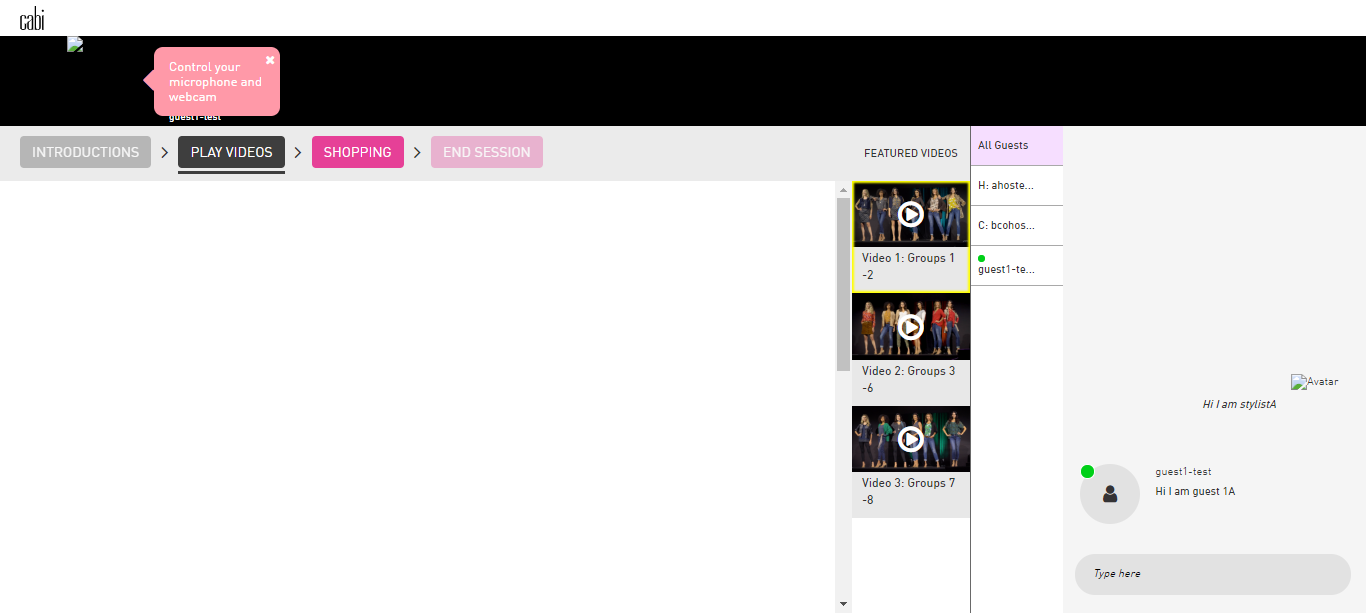 cabi
Control your
microphone and
webcam
guest1-test
INTRODUCTIONS
PLAY VIDEOS
SHOPPING
END SESSION
FEATURED VIDEOS
Video 1: Groups 1
-2
Video 2: Groups 3
-6
Video 3: Groups 7
-8
All Guests
H: ahoste...
C: bcohos...
guest1-te...
Avatar
Hi I am stylistA
guest1-test
Hi I am guest 1A
Type here